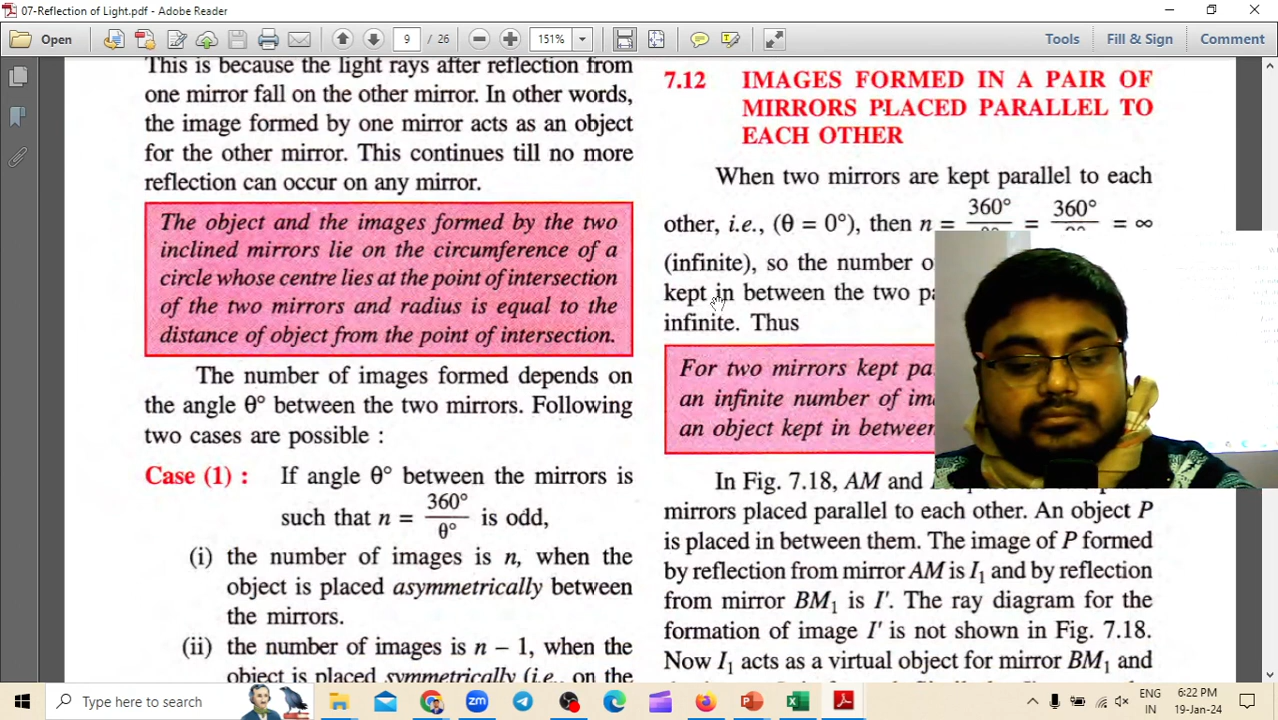 07-Reflection of Light.pdf - Adobe Reader
Open
9 / 26
151%
Tools
Fill & Sign
Comment
This is because the light rays after reflection from
one mirror fall on the other mirror. In other words,
the image formed by one mirror acts as an object
for the other mirror. This continues till no more
reflection can occur on any mirror.
The object and the images formed by the two
inclined mirrors lie on the circumference of a
circle whose centre lies at the point of intersection
of the two mirrors and radius is equal to the
distance of object from the point of intersection.
The number of images formed depends on
the angle θ° between the two mirrors. Following
two cases are possible :
Case (1) : If angle θ° between the mirrors is
such that n = 360°/θ° is odd,
(i) the number of images is n, when the
object is placed asymmetrically between
the mirrors.
(ii) the number of images is n – 1, when the
object is placed symmetrically (i.e., on the
7.12 IMAGES FORMED IN A PAIR OF
MIRRORS PLACED PARALLEL TO
EACH OTHER
When two mirrors are kept parallel to each
other, i.e., (θ = 0°), then n = 360° = 360° = ∞
(infinite), so the number
kept in between the two
infinite. Thus
For two mirrors kept
an infinite number of
an object kept in between
In Fig. 7.18, AM and
mirrors placed parallel to each other. An object P
is placed in between them. The image of P formed
by reflection from mirror AM is I₁ and by reflection
from mirror BM₁ is I'. The ray diagram for the
formation of image I' is not shown in Fig. 7.18.
Now I₁ acts as a virtual object for mirror BM₁ and
Type here to search
zm
ENG
IN
6:22 PM
19-Jan-24